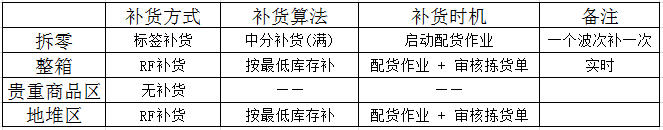 补货方式 补货算法 补货时机 备注
拆零 标签补货 中分补货(满) 启动配货作业 一个波次补一次
整箱 RF补货 按最低库存补 配货作业 + 审核拣货单 实时
贵重商品区 无补货 —— ——
地堆区 RF补货 按最低库存补 配货作业 + 审核拣货单